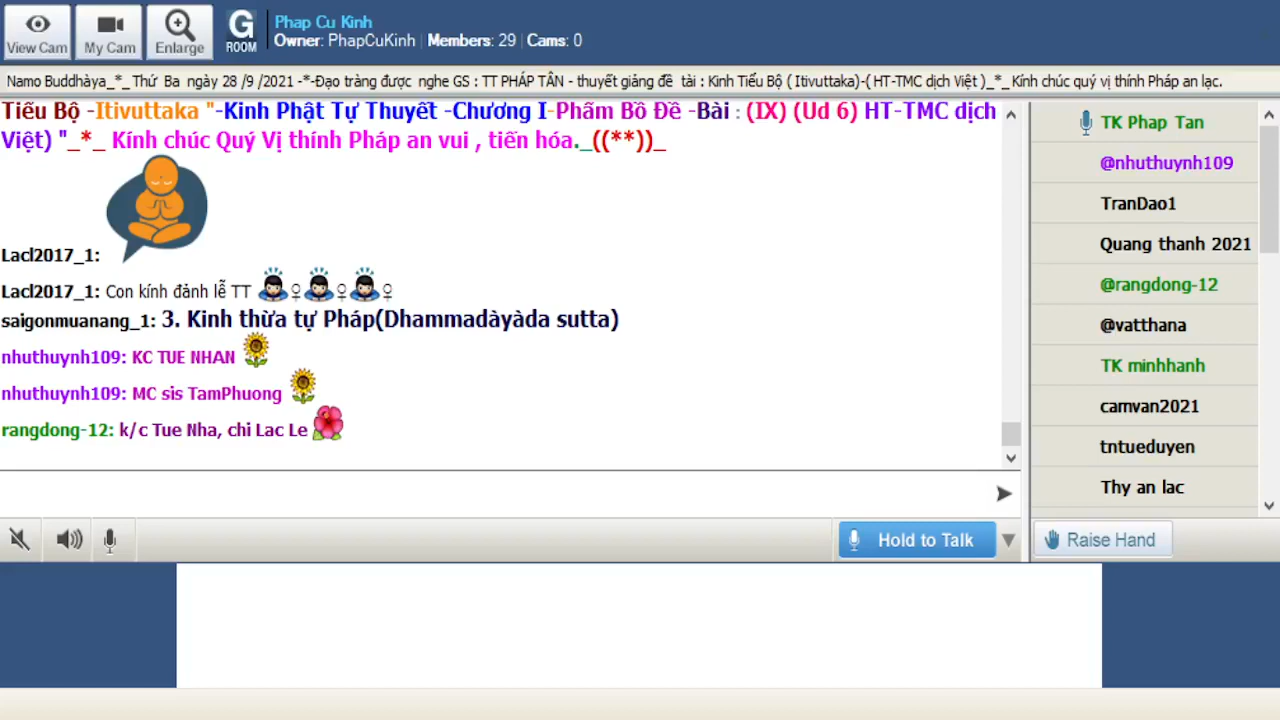 View Cam
My Cam
Enlarge
G
ROOM
Phap Cu Kinh
Owner: PhapCuKinh | Members: 29 | Cams: 0
Namo Buddhàya_*_Thứ Ba ngày 28 /9 /2021 -*-Đạo tràng được nghe GS : TT PHÁP TÂN - thuyết giảng đề tài : Kinh Tiểu Bộ ( Itivuttaka)-( HT-TMC dịch Việt )_*_Kính chúc quý vị thính Pháp an lạc.
Tiểu Bộ -Itivuttaka "-Kinh Phật Tự Thuyết -Chương I-Phẩm Bồ Đề -Bài : (IX) (Ud 6) HT-TMC dịch
Việt) "_*_ Kính chúc Quý Vị thính Pháp an vui , tiến hóa._((**))_
Lacl2017_1:
Lacl2017_1: Con kính đảnh lễ TT
saigonmuanang_1: 3. Kinh thừa tự Pháp(Dhammadàyàda sutta)
nhuthuynh109: KC TUE NHAN
nhuthuynh109: MC sis TamPhuong
rangdong-12: k/c Tue Nha, chi Lac Le
TK Phap Tan
@nhuthuynh109
TranDao1
Quang thanh 2021
@rangdong-12
@vatthana
TK minhhanh
camvan2021
tntueduyen
Thy an lac
Hold to Talk
Raise Hand